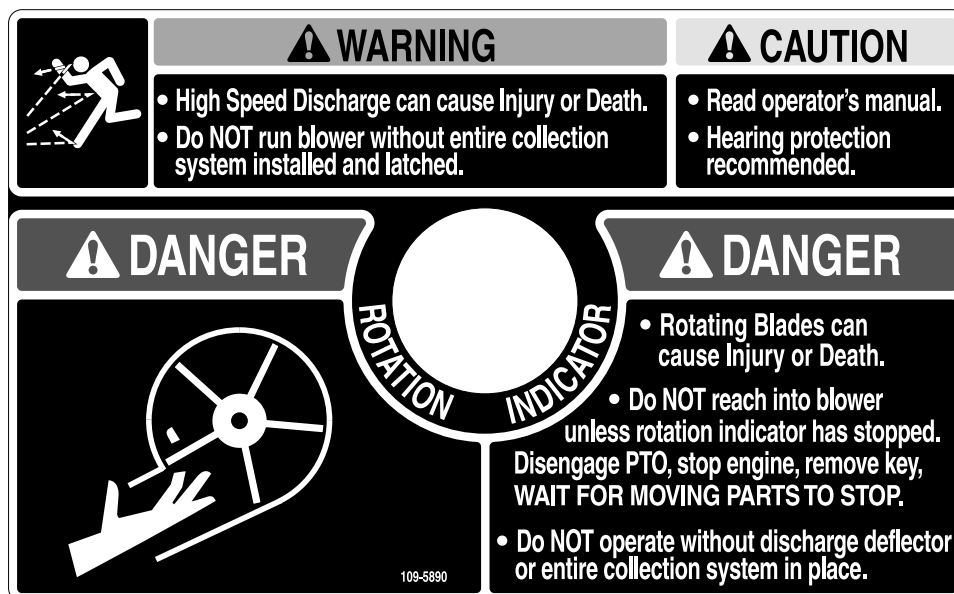 WARNING
• High Speed Discharge can cause Injury or Death.
• Do NOT run blower without entire collection
system installed and latched.
CAUTION
• Read operator's manual.
• Hearing protection
recommended.
DANGER
ROTATION INDICATOR
DANGER
• Rotating Blades can
cause Injury or Death.
• Do NOT reach into blower
unless rotation indicator has stopped.
Disengage PTO, stop engine, remove key,
WAIT FOR MOVING PARTS TO STOP.
• Do NOT operate without discharge deflector
or entire collection system in place.
109-5890